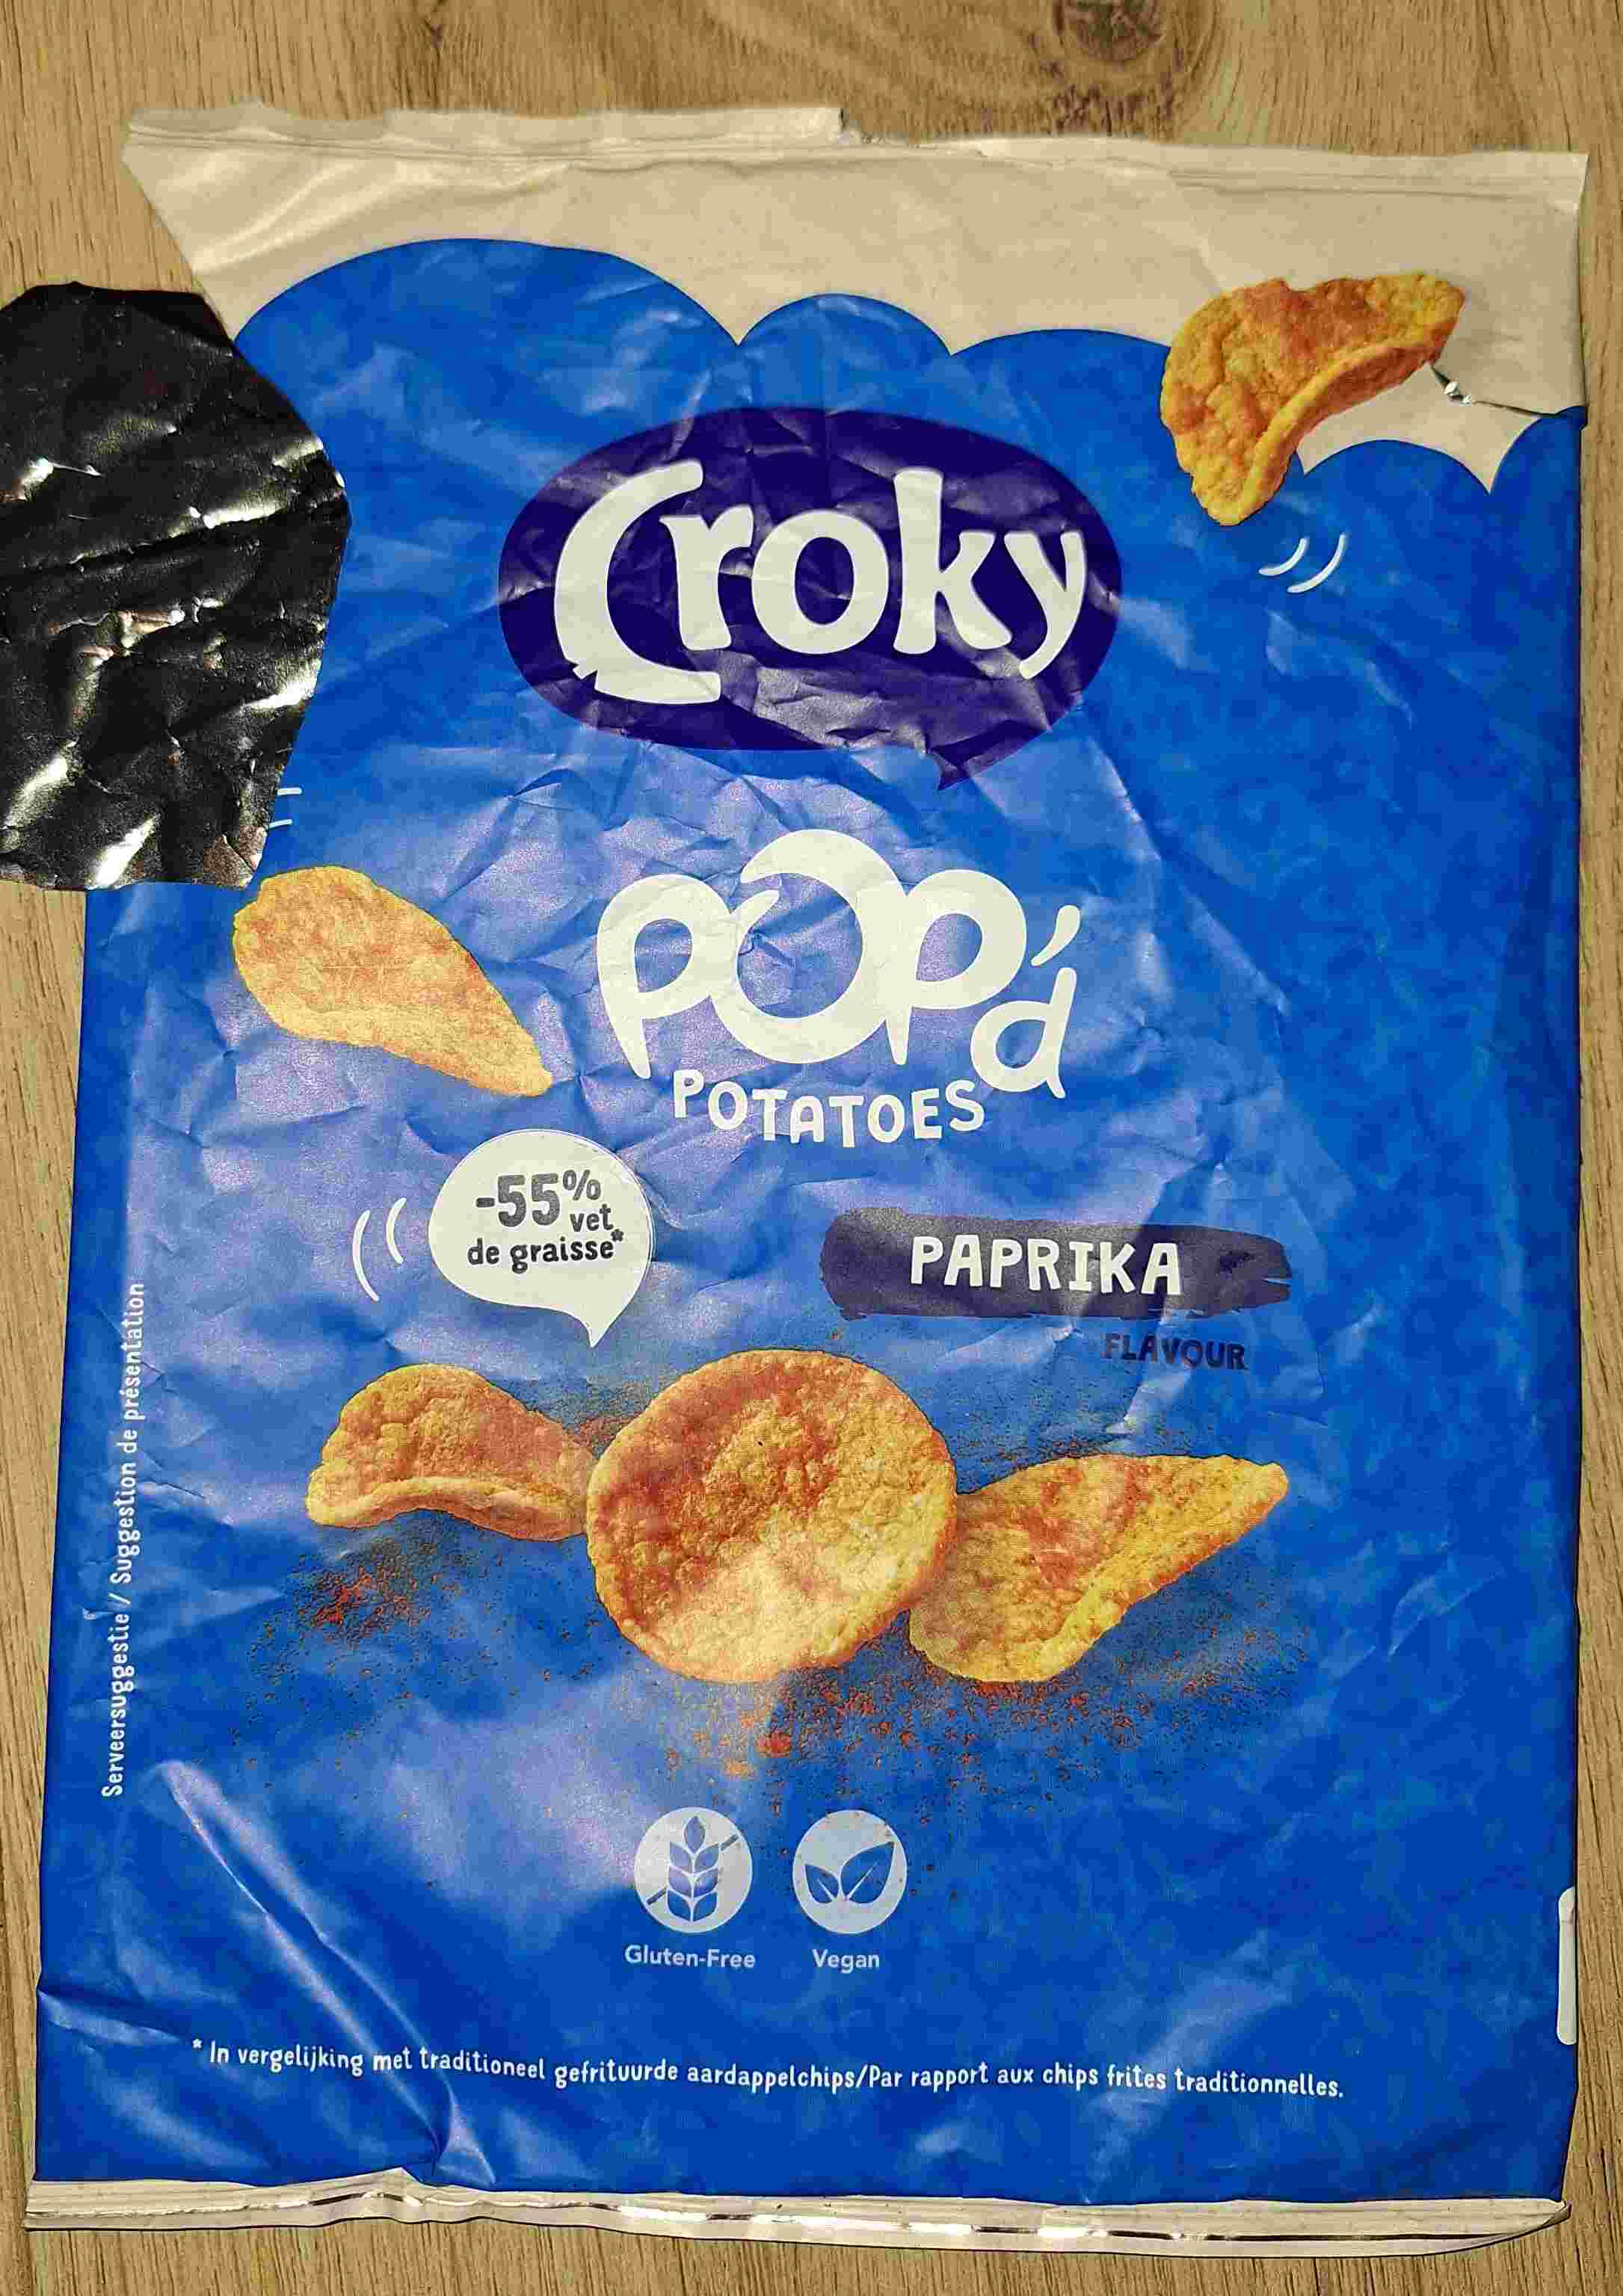 Croky
POP'd
POTATOES
-55%
vet
de graisse*
PAPRIKA
FLAVOUR
Serveersuggestie / Suggestion de présentation
Gluten-Free
Vegan
* In vergelijking met traditioneel gefrituurde aardappelchips/Par rapport aux chips frites traditionnelles.